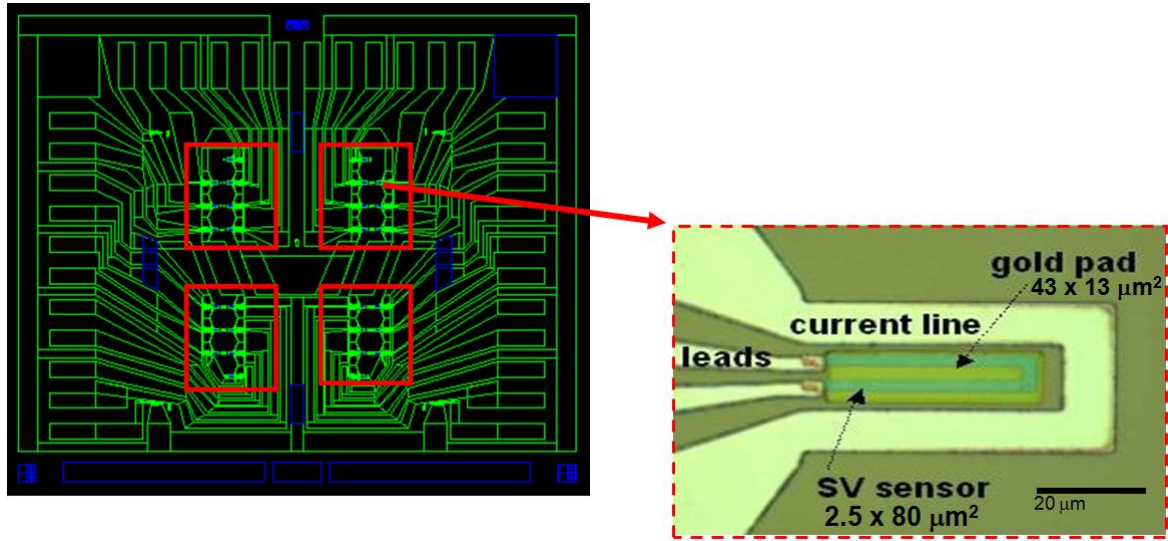 gold pad
43 x 13 μm²
current line
leads
SV sensor
2.5 x 80 μm²
20 μm